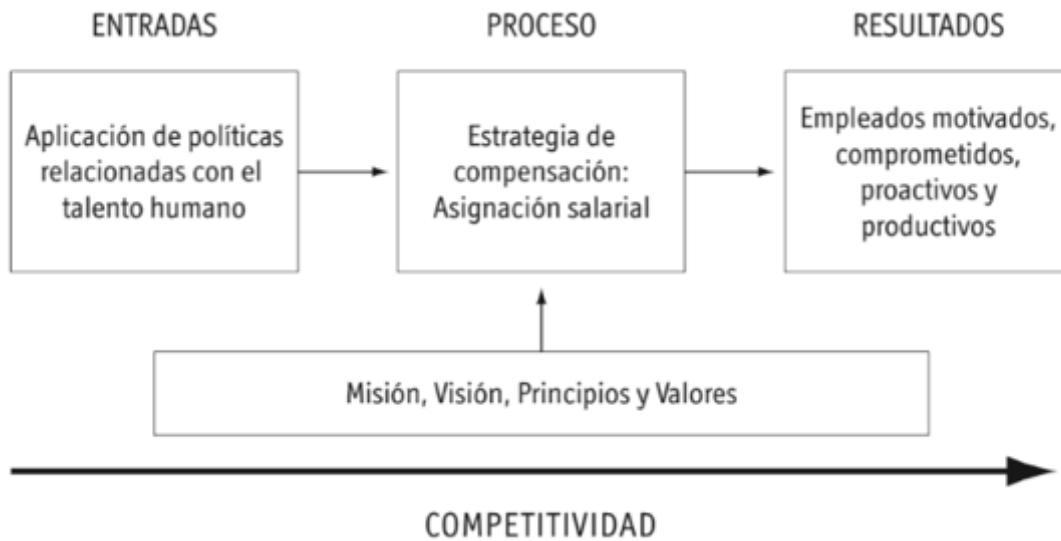 ENTRADAS
PROCESO
RESULTADOS
Aplicación de políticas
relacionadas con el
talento humano
Estrategia de
compensación:
Asignación salarial
Empleados motivados,
comprometidos,
proactivos y
productivos
Misión, Visión, Principios y Valores
COMPETITIVIDAD